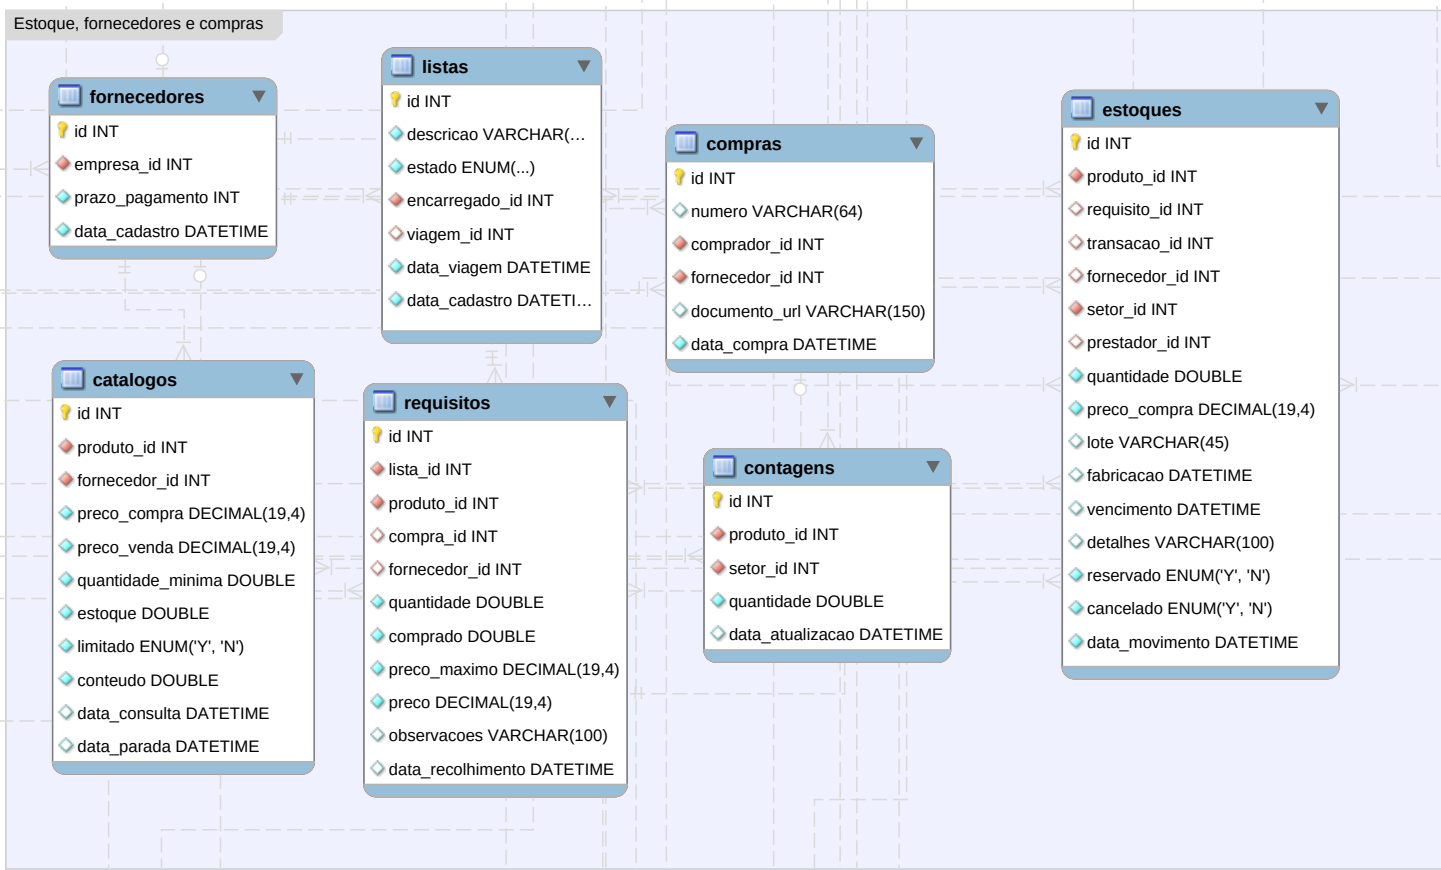 Estoque, fornecedores e compras
fornecedores
id INT
empresa_id INT
prazo_pagamento INT
data_cadastro DATETIME
listas
id INT
descricao VARCHAR(...
estado ENUM(...)
encarregado_id INT
viagem_id INT
data_viagem DATETIME
data_cadastro DATETI...
compras
id INT
numero VARCHAR(64)
comprador_id INT
fornecedor_id INT
documento_url VARCHAR(150)
data_compra DATETIME
estoques
id INT
produto_id INT
requisito_id INT
transacao_id INT
fornecedor_id INT
setor_id INT
prestador_id INT
quantidade DOUBLE
preco_compra DECIMAL(19,4)
lote VARCHAR(45)
fabricacao DATETIME
vencimento DATETIME
detalhes VARCHAR(100)
reservado ENUM('Y', 'N')
cancelado ENUM('Y', 'N')
data_movimento DATETIME
catalogos
id INT
produto_id INT
fornecedor_id INT
preco_compra DECIMAL(19,4)
preco_venda DECIMAL(19,4)
quantidade_minima DOUBLE
estoque DOUBLE
limitado ENUM('Y', 'N')
conteudo DOUBLE
data_consulta DATETIME
data_parada DATETIME
requisitos
id INT
lista_id INT
produto_id INT
compra_id INT
fornecedor_id INT
quantidade DOUBLE
comprado DOUBLE
preco_maximo DECIMAL(19,4)
preco DECIMAL(19,4)
observacoes VARCHAR(100)
data_recolhimento DATETIME
contagens
id INT
produto_id INT
setor_id INT
quantidade DOUBLE
data_atualizacao DATETIME